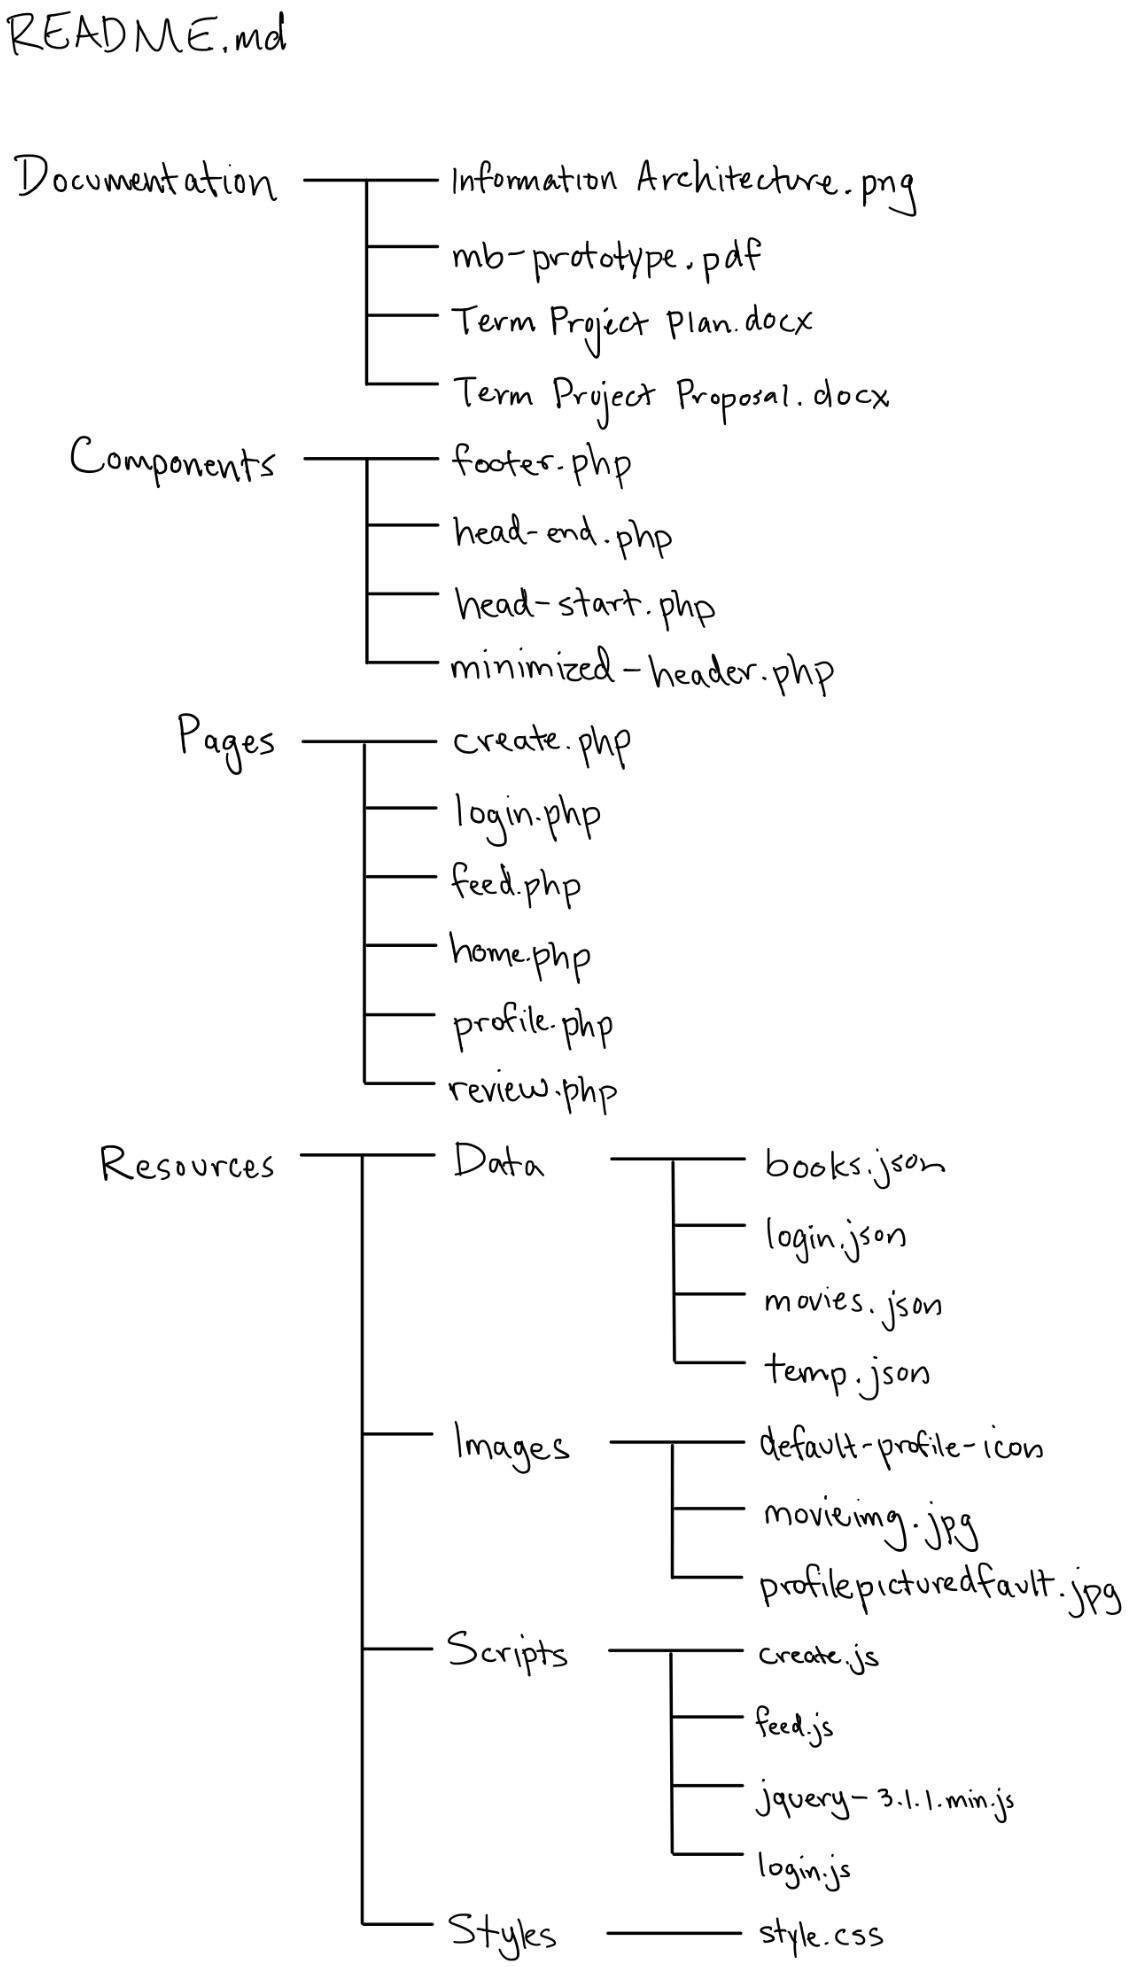 README.md
Documentation
Information Architecture.png
mb-prototype.pdf
Term Project Plan.docx
Term Project Proposal.docx
Components
footer.php
head-end.php
head-start.php
minimized-header.php
Pages
create.php
login.php
feed.php
home.php
profile.php
review.php
Resources
Data
books.json
login.json
movies.json
temp.json
Images
default-profile-icon
movieimg.jpg
profilepicturedfault.jpg
Scripts
create.js
feed.js
jquery-3.1.1.min.js
login.js
Styles
style.css